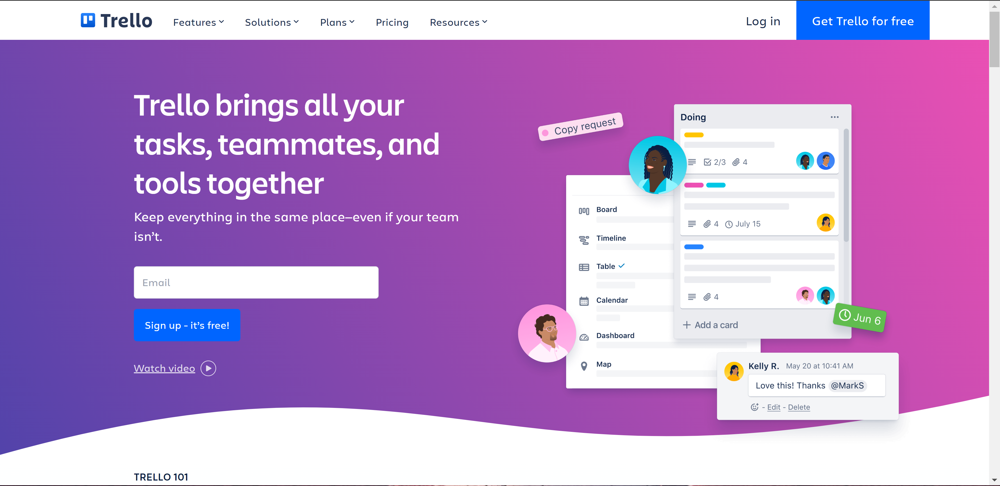 Trello
Features
Solutions
Plans
Pricing
Resources
Log in
Get Trello for free
Trello brings all your
tasks, teammates, and
tools together
Keep everything in the same place—even if your team
isn't.
Email
Sign up - it's free!
Watch video
Copy request
Doing
2/3 4
4 July 15
4
Add a card
Jun 6
Board
Timeline
Table
Calendar
Dashboard
Map
Kelly R. May 20 at 10:41 AM
Love this! Thanks @MarkS
- Edit - Delete
TRELLO 101